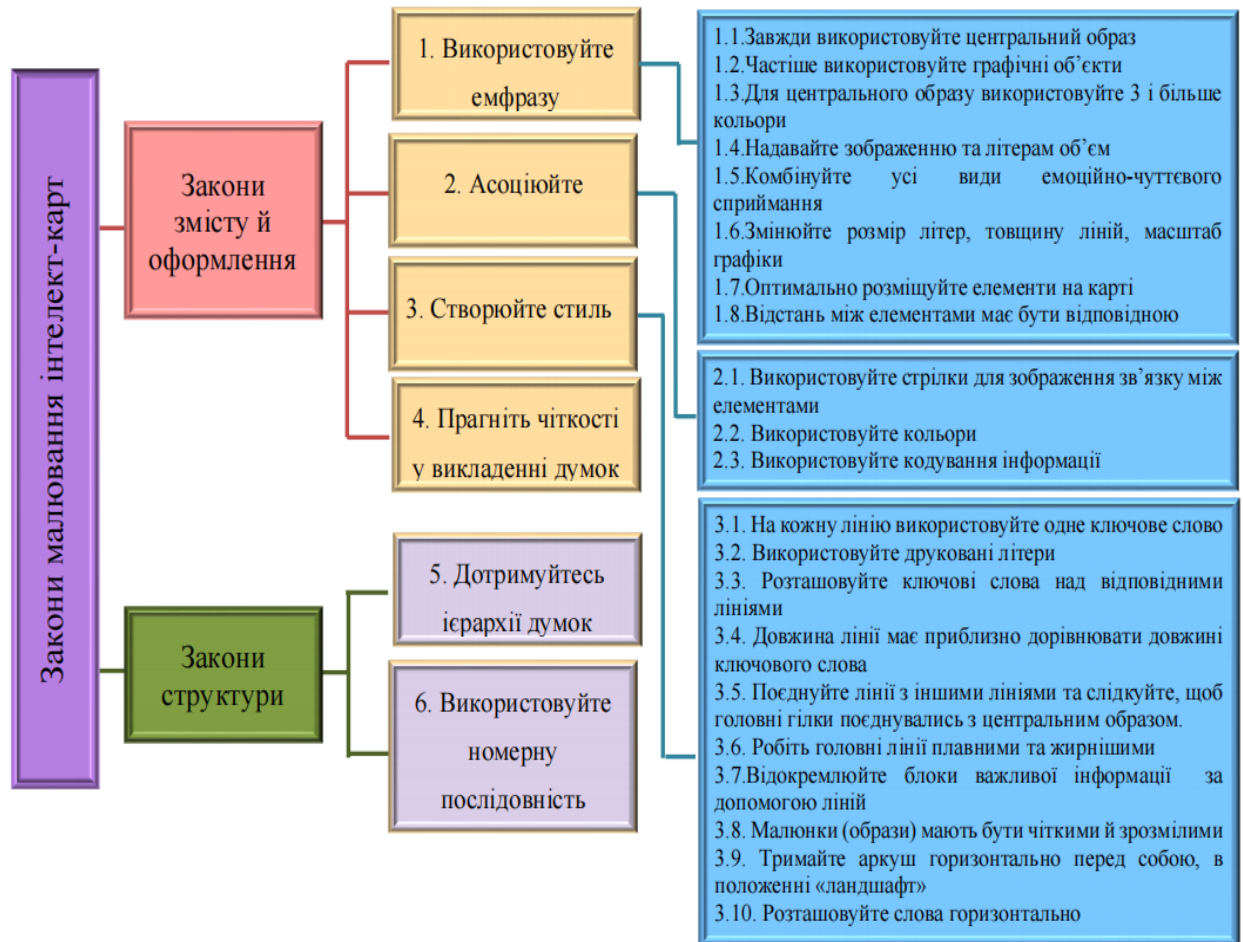 Закони малювання інтелект-карт
Закони
змісту й
оформлення
1. Використовуйте
емфразу
2. Асоціюйте
3. Створюйте стиль
4. Прагніть чіткості
у викладенні думок
Закони
структури
5. Дотримуйтесь
ієрархії думок
6. Використовуйте
номерну
послідовність
1.1.Завжди використовуйте центральний образ
1.2.Частіше використовуйте графічні об’єкти
1.3.Для центрального образу використовуйте 3 і більше
кольори
1.4.Надавайте зображенню та літерам об’єм
1.5.Комбінуйте усі види емоційно-чуттєвого
сприймання
1.6.Змінюйте розмір літер, товщину ліній, масштаб
графіки
1.7.Оптимально розміщуйте елементи на карті
1.8.Відстань між елементами має бути відповідною
2.1. Використовуйте стрілки для зображення зв’язку між
елементами
2.2. Використовуйте кольори
2.3. Використовуйте кодування інформації
3.1. На кожну лінію використовуйте одне ключове слово
3.2. Використовуйте друковані літери
3.3. Розташовуйте ключові слова над відповідними
лініями
3.4. Довжина лінії має приблизно дорівнювати довжині
ключового слова
3.5. Поєднуйте лінії з іншими лініями та слідкуйте, щоб
головні гілки поєднувались з центральним образом.
3.6. Робіть головні лінії плавними та жирнішими
3.7.Відокремлюйте блоки важливої інформації за
допомогою ліній
3.8. Малюнки (образи) мають бути чіткими й зрозмілими
3.9. Тримайте аркуш горизонтально перед собою, в
положенні «ландшафт»
3.10. Розташовуйте слова горизонтально